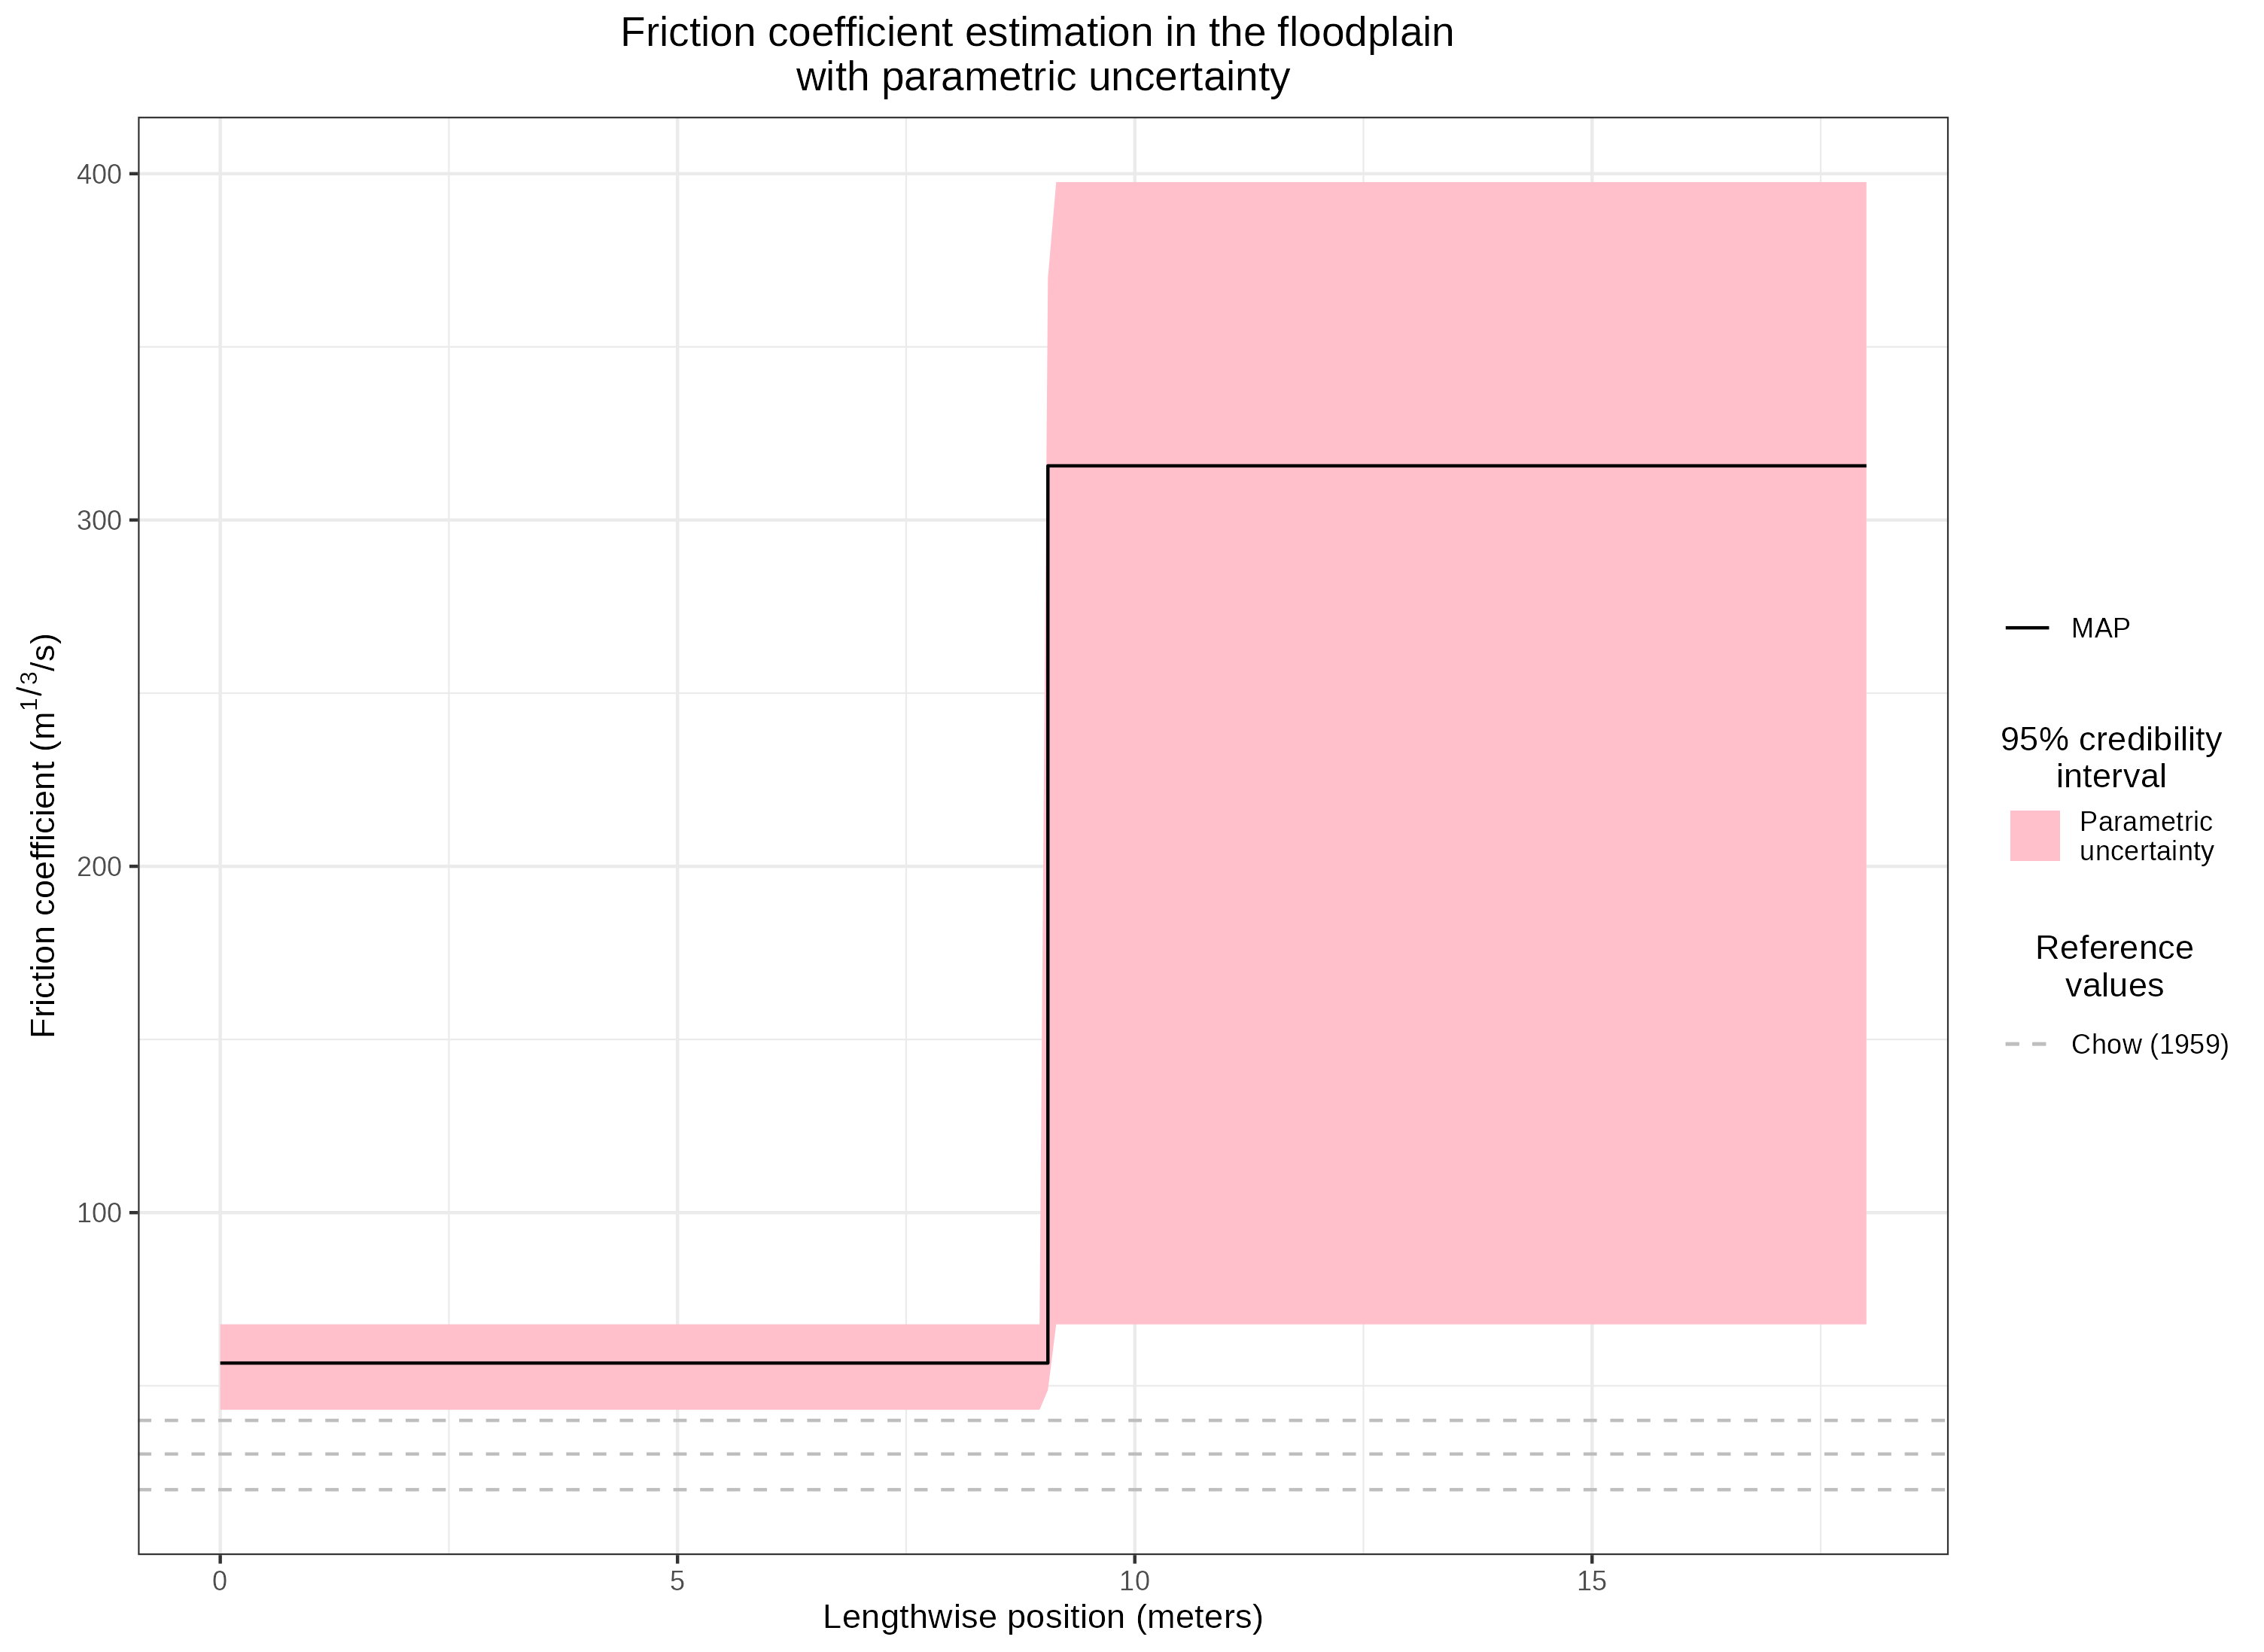 Friction coefficient estimation in the floodplain
with parametric uncertainty
Friction coefficient (m^1/3/s)
400
300
200
100
0
5
10
15
Lengthwise position (meters)
MAP
95% credibility
interval
Parametric
uncertainty
Reference
values
Chow (1959)